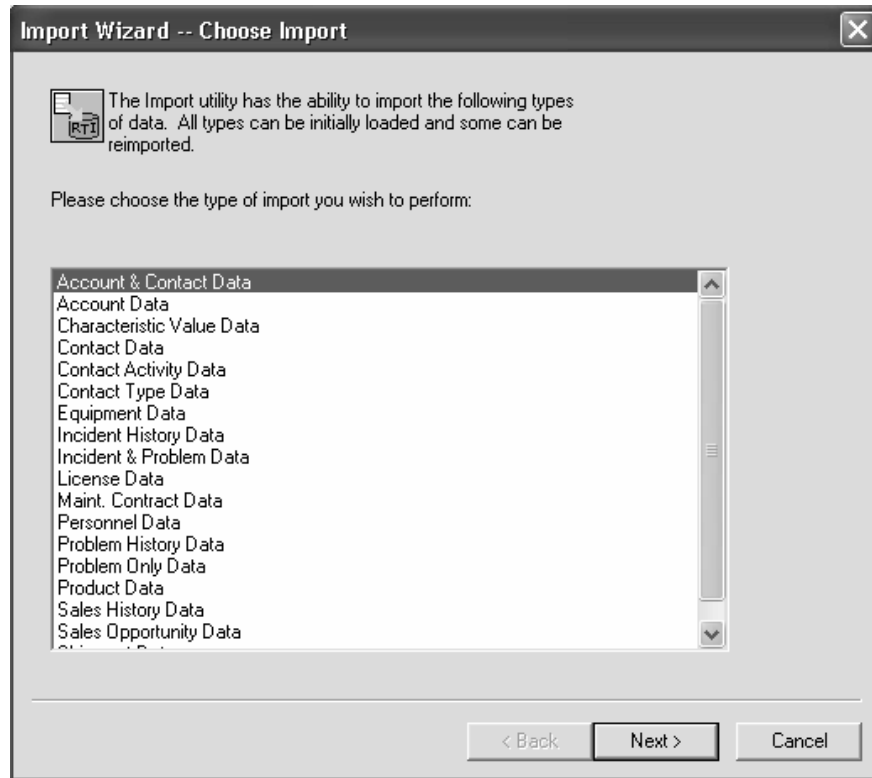 Import Wizard -- Choose Import
RTI
The Import utility has the ability to import the following types
of data. All types can be initially loaded and some can be
reimported.
Please choose the type of import you wish to perform:
Account & Contact Data
Account Data
Characteristic Value Data
Contact Data
Contact Activity Data
Contact Type Data
Equipment Data
Incident History Data
Incident & Problem Data
License Data
Maint. Contract Data
Personnel Data
Problem History Data
Problem Only Data
Product Data
Sales History Data
Sales Opportunity Data
< Back
Next >
Cancel